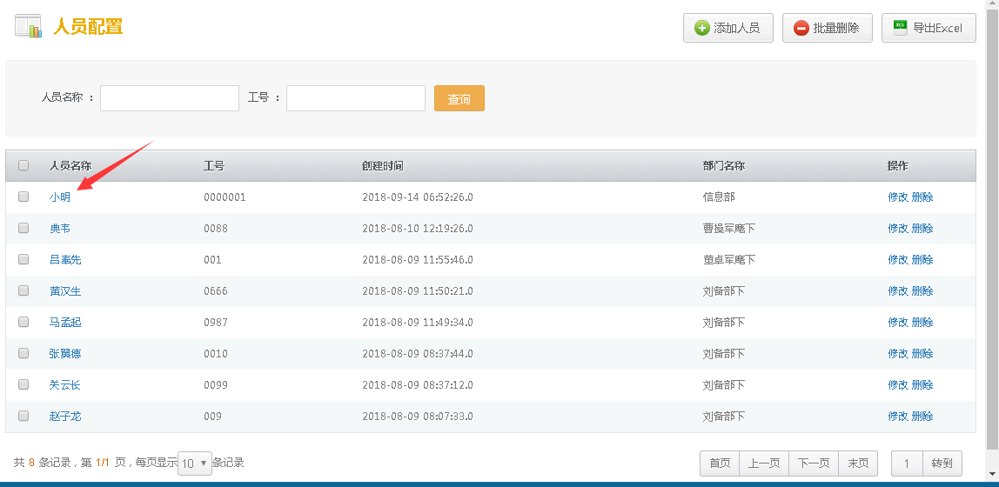 人员配置
添加人员 批量删除 XLS 导出Excel
人员名称 : 工号 : 查询
人员名称 工号 创建时间 部门名称 操作
小明 0000001 2018-09-14 06:52:26.0 信息部 修改 删除
典韦 0088 2018-08-10 12:19:26.0 曹操军麾下 修改 删除
吕奉先 001 2018-08-09 11:55:46.0 董卓军麾下 修改 删除
黄汉生 0666 2018-08-09 11:50:21.0 刘备部下 修改 删除
马孟起 0987 2018-08-09 11:49:34.0 刘备部下 修改 删除
张翼德 0010 2018-08-09 08:37:44.0 刘备部下 修改 删除
关云长 0099 2018-08-09 08:37:12.0 刘备部下 修改 删除
赵子龙 009 2018-08-09 08:07:33.0 刘备部下 修改 删除
共 8 条记录 , 第 1/1 页 , 每页显示 10 条记录 首页 上一页 下一页 末页 1 转到